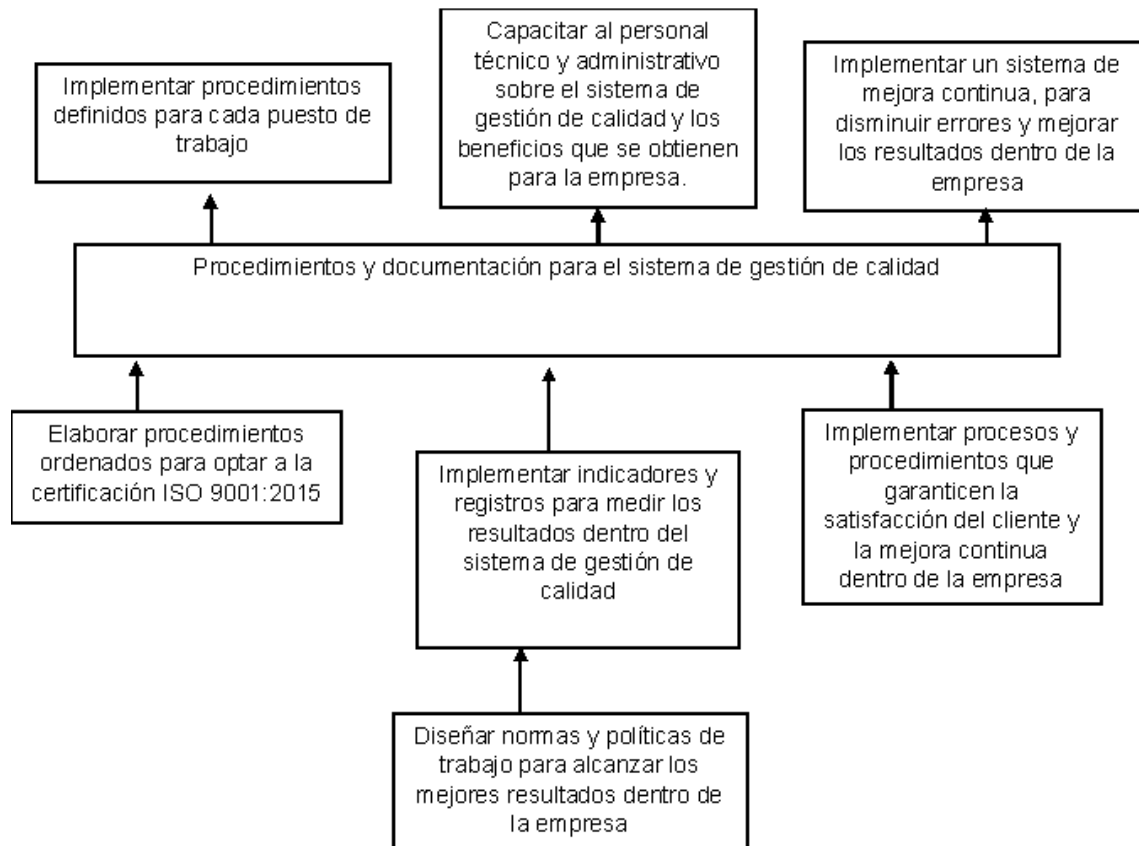 Implementar procedimientos
definidos para cada puesto de
trabajo
Capacitar al personal
técnico y administrativo
sobre el sistema de
gestión de calidad y los
beneficios que se obtienen
para la empresa.
Implementar un sistema de
mejora continua, para
disminuir errores y mejorar
los resultados dentro de la
empresa
Procedimientos y documentación para el sistema de gestión de calidad
Elaborar procedimientos
ordenados para optar a la
certificación ISO 9001:2015
Implementar indicadores y
registros para medir los
resultados dentro del
sistema de gestión de
calidad
Implementar procesos y
procedimientos que
garanticen la
satisfacción del cliente y
la mejora continua
dentro de la empresa
Diseñar normas y políticas de
trabajo para alcanzar los
mejores resultados dentro de
la empresa